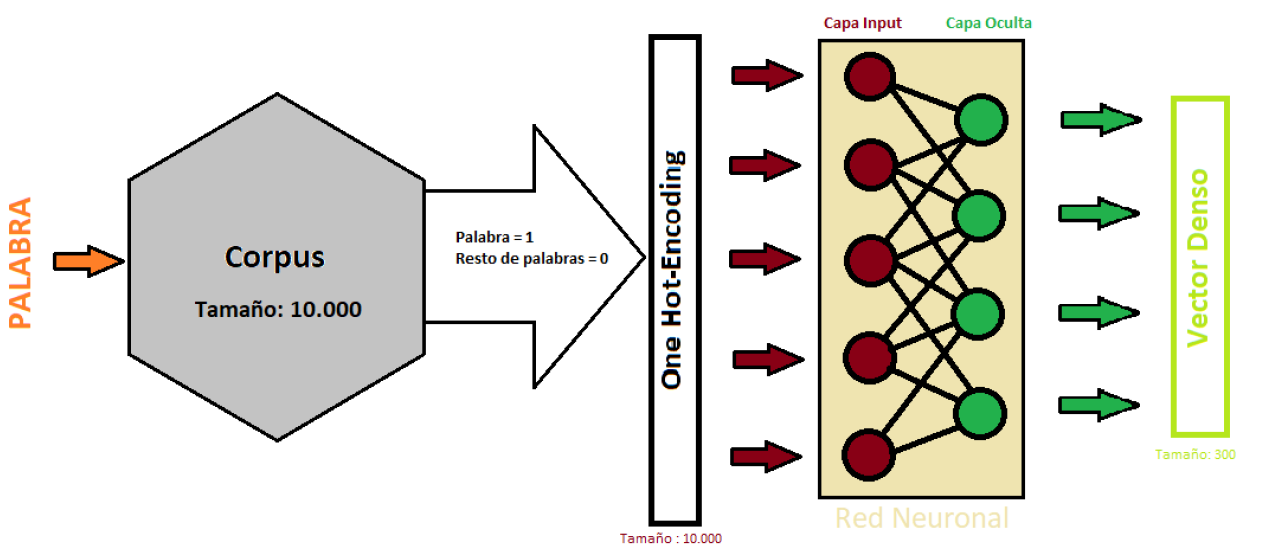 PALABRA
Corpus
Tamaño: 10.000
Palabra = 1
Resto de palabras = 0
One Hot-Encoding
Tamaño : 10.000
Capa Input
Capa Oculta
Red Neuronal
Vector Denso
Tamaño: 300